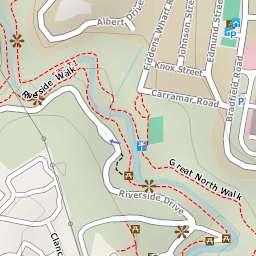 Albert Drive
Giddens Wharf Road
Johnson Street
Edmund Street
Knox Street
Carramar Road
Bradfield Road
Riverside Walk
Great North Walk
Riverside Drive
Clanc